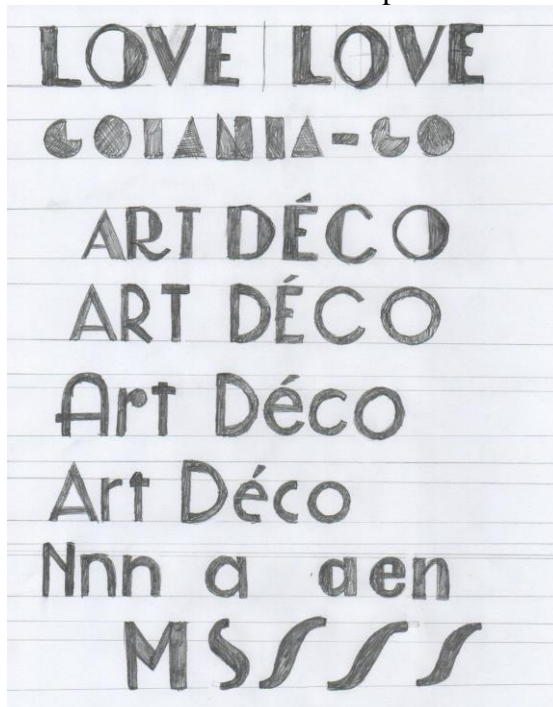 LOVE LOVE
GOIANIA-GO
ART DÉCO
ART DÉCO
Art Déco
Art Déco
Nnn a aen
MSSSS